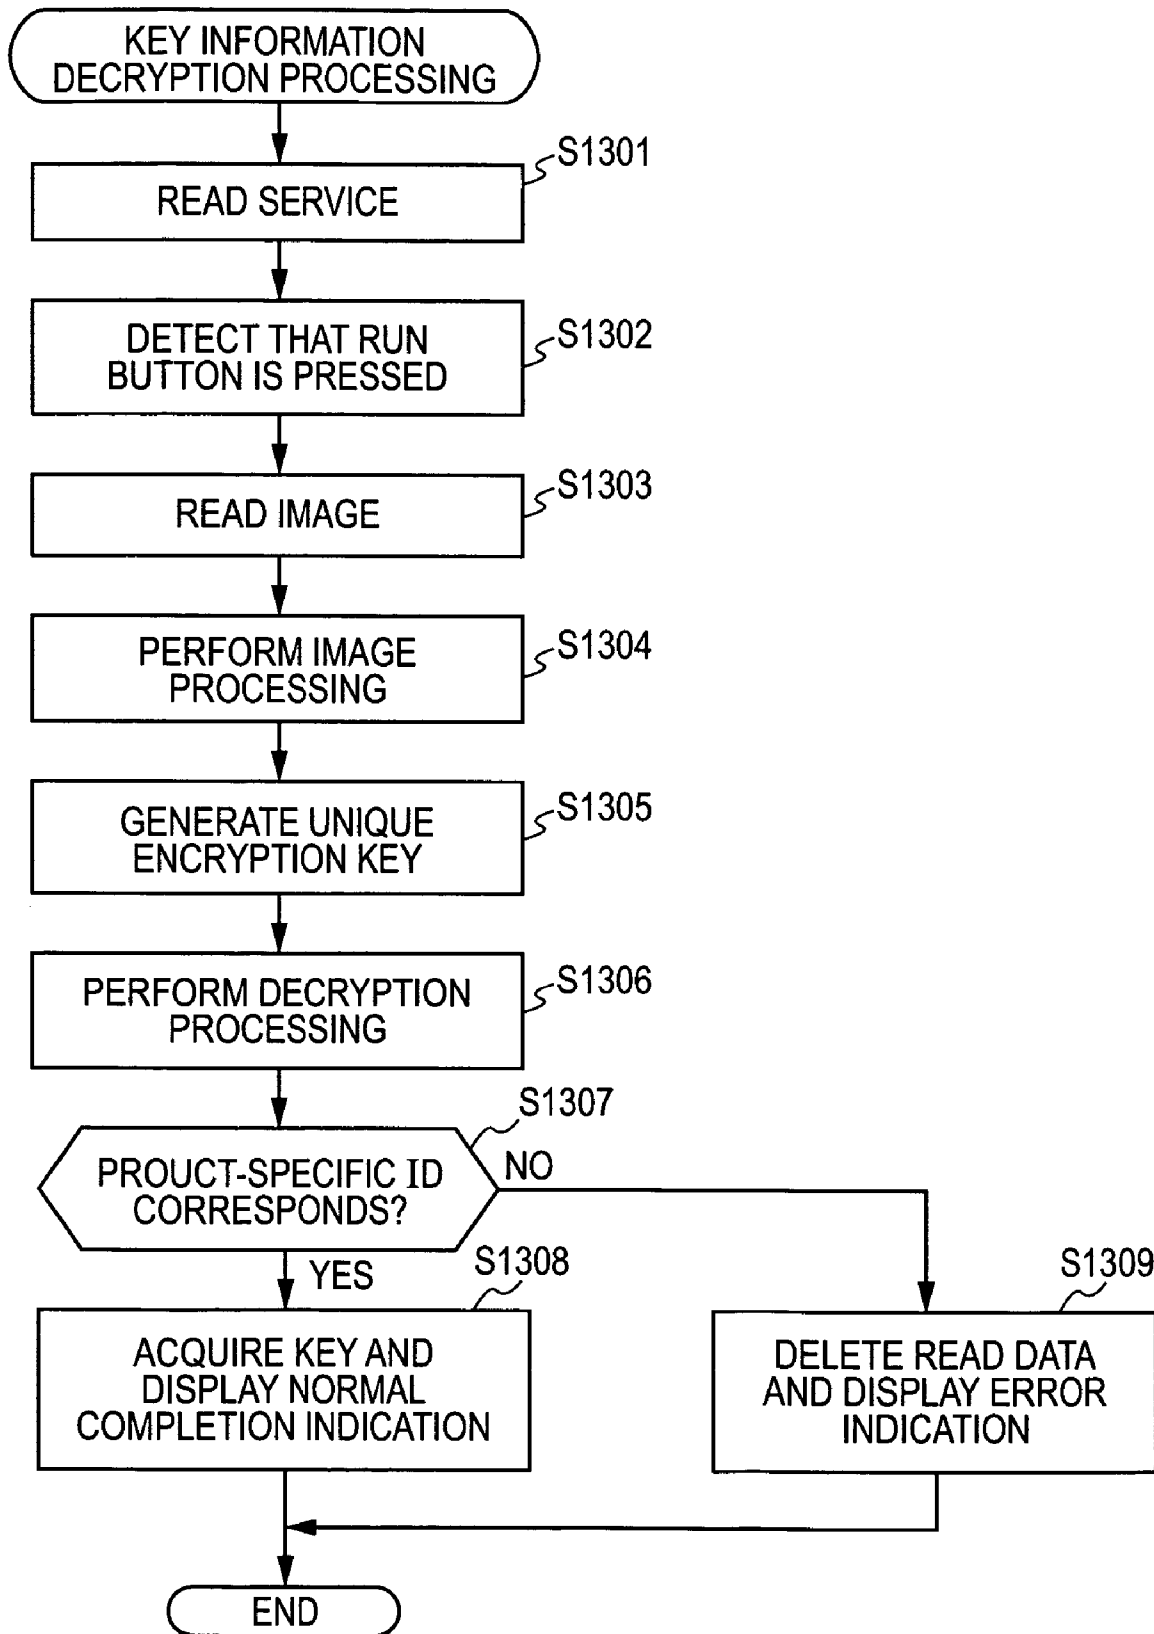 KEY INFORMATION
DECRYPTION PROCESSING
S1301
READ SERVICE
S1302
DETECT THAT RUN
BUTTON IS PRESSED
S1303
READ IMAGE
S1304
PERFORM IMAGE
PROCESSING
S1305
GENERATE UNIQUE
ENCRYPTION KEY
S1306
PERFORM DECRYPTION
PROCESSING
S1307
PROUCT-SPECIFIC ID
CORRESPONDS?
NO
YES
S1308
ACQUIRE KEY AND
DISPLAY NORMAL
COMPLETION INDICATION
S1309
DELETE READ DATA
AND DISPLAY ERROR
INDICATION
END